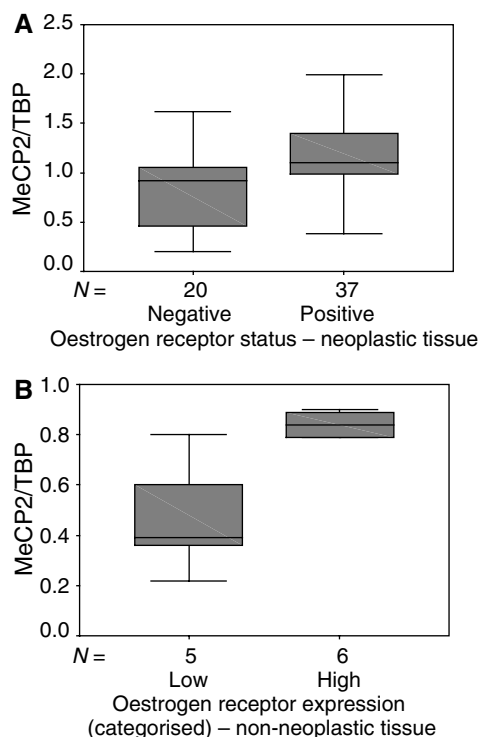 A
MeCP2/TBP
2.5
2.0
1.5
1.0
0.5
0.0
N = 20 37
Negative Positive
Oestrogen receptor status – neoplastic tissue
B
MeCP2/TBP
1.0
0.8
0.6
0.4
0.2
0.0
N = 5 6
Low High
Oestrogen receptor expression
(categorised) – non-neoplastic tissue